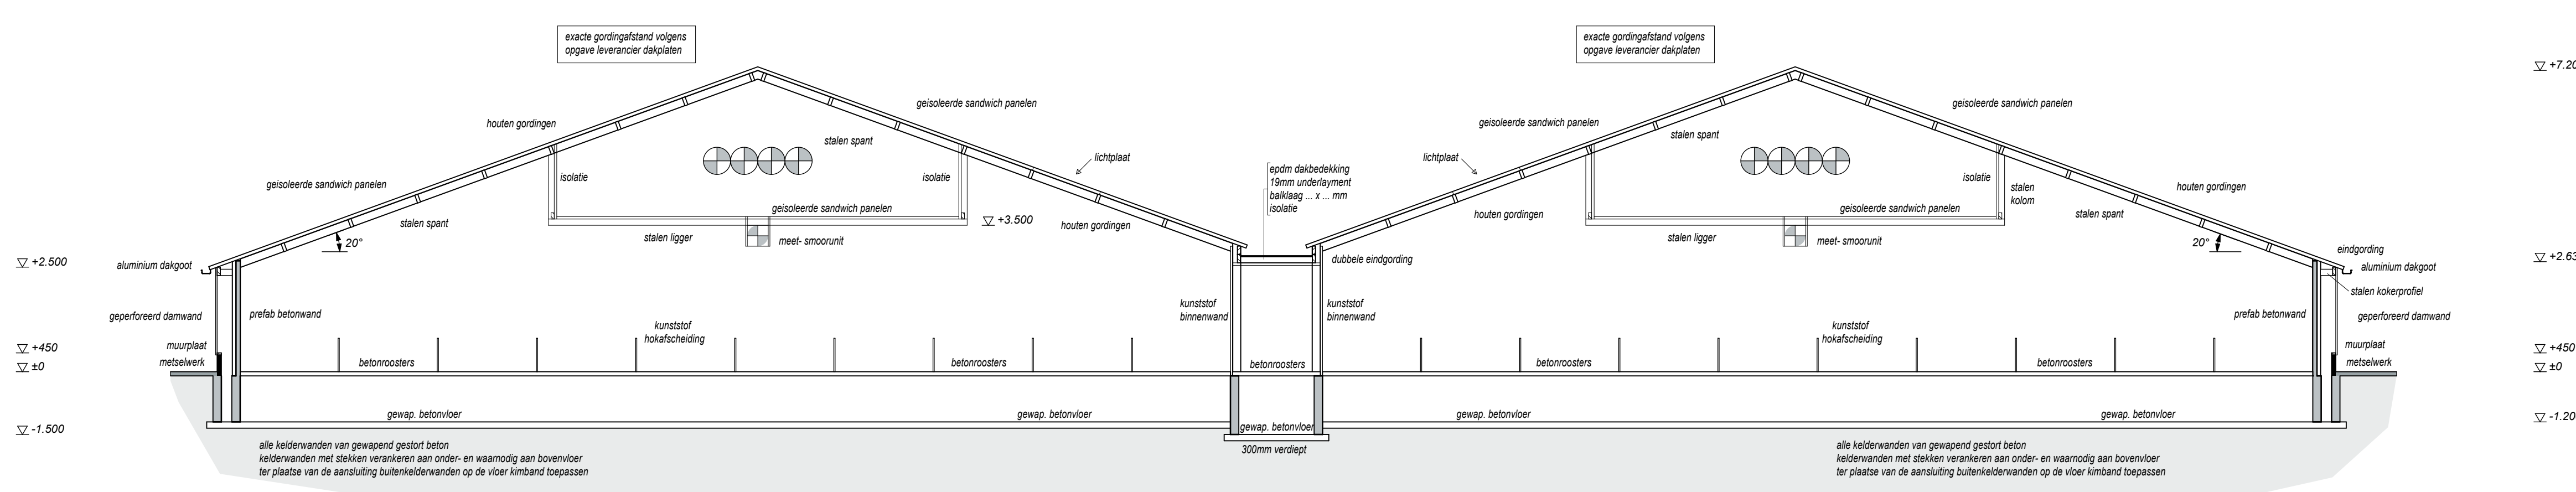 exacte gordingafstand volgens
opgave leverancier dakplaten
exacte gordingafstand volgens
opgave leverancier dakplaten
+7.20
geisoleerde sandwich panelen
geisoleerde sandwich panelen
houten gordingen
geisoleerde sandwich panelen
stalen spant
stalen spant
lichtplaat
lichtplaat
epdm dakbedekking
19mm underlayment
balklaag ... x ... mm
isolatie
isolatie
isolatie
isolatie
geisoleerde sandwich panelen
stalen
kolom
houten gordingen
geisoleerde sandwich panelen
geisoleerde sandwich panelen
stalen spant
+3.500
houten gordingen
houten gordingen
stalen spant
20°
stalen ligger
meet- smoorunit
stalen ligger
meet- smoorunit
20°
eindgording
+2.500
aluminium dakgoot
dubbele eindgording
aluminium dakgoot
+2.63
stalen kokerprofiel
geperforeerd damwand
prefab betonwand
kunststof
binnenwand
kunststof
binnenwand
prefab betonwand
geperforeerd damwand
kunststof
hokafscheiding
kunststof
hokafscheiding
+450
muurplaat
muurplaat
+450
±0
metselwerk
betonroosters
betonroosters
betonroosters
betonroosters
betonroosters
metselwerk
±0
gewap. betonvloer
gewap. betonvloer
gewap. betonvloer
gewap. betonvloer
-1.20
-1.500
gewap. betonvloer
300mm verdiept
alle kelderwanden van gewapend gestort beton
kelderwanden met stekken verankeren aan onder- en waarnodig aan bovenvloer
ter plaatse van de aansluiting buitenkelderwanden op de vloer kimband toepassen
alle kelderwanden van gewapend gestort beton
kelderwanden met stekken verankeren aan onder- en waarnodig aan bovenvloer
ter plaatse van de aansluiting buitenkelderwanden op de vloer kimband toepassen